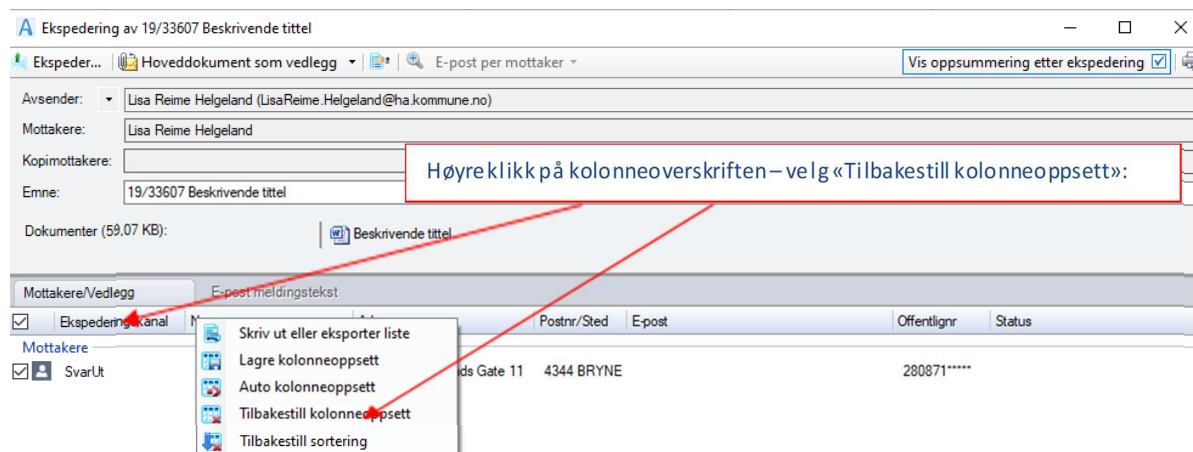 Ekspedering av 19/33607 Beskrivende tittel
Ekspeder... Hoveddokument som vedlegg E-post per mottaker Vis oppsummering etter ekspedering
Avsender: Lisa Reime Helgeland (LisaReime.Helgeland@ha.kommune.no)
Mottakere: Lisa Reime Helgeland
Kopimottakere:
Høyreklikk på kolonneoverskriften – velg «Tilbakestill kolonneoppsett»:
Emne: 19/33607 Beskrivende tittel
Dokumenter (59.07 KB): Beskrivende tittel
Mottakere/Vedlegg E-post meldingstekst
Ekspederingskanal Postnr/Sted E-post Offentlignr Status
Skriv ut eller eksporter liste
Mottakere
Lagre kolonneoppsett
SvarUt ds Gate 11 4344 BRYNE 280871*****
Auto kolonneoppsett
Tilbakestill kolonneoppsett
Tilbakestill sortering